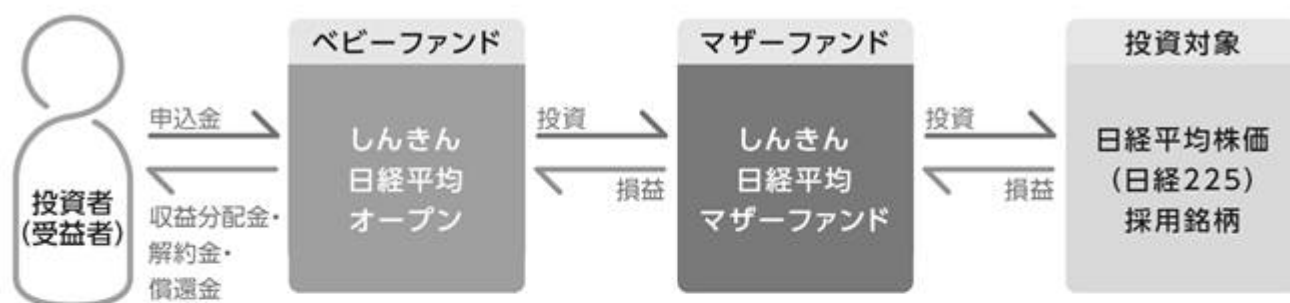 投資者
(受益者)
申込金
収益分配金・
解約金・
償還金
ベビーファンド
しんきん
日経平均
オープン
投資
損益
マザーファンド
しんきん
日経平均
マザーファンド
投資
損益
投資対象
日経平均株価
(日経225)
採用銘柄